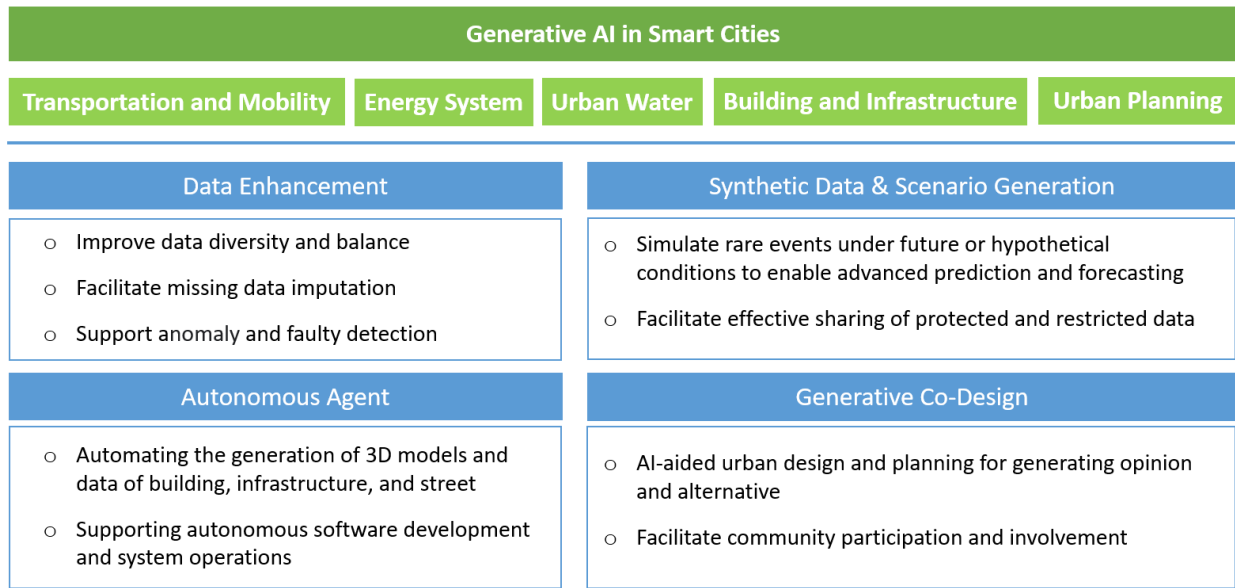 Generative AI in Smart Cities
Transportation and Mobility
Energy System
Urban Water
Building and Infrastructure
Urban Planning
Data Enhancement
o Improve data diversity and balance
o Facilitate missing data imputation
o Support anomaly and faulty detection
Synthetic Data & Scenario Generation
o Simulate rare events under future or hypothetical
conditions to enable advanced prediction and forecasting
o Facilitate effective sharing of protected and restricted data
Autonomous Agent
o Automating the generation of 3D models and
data of building, infrastructure, and street
o Supporting autonomous software development
and system operations
Generative Co-Design
o AI-aided urban design and planning for generating opinion
and alternative
o Facilitate community participation and involvement